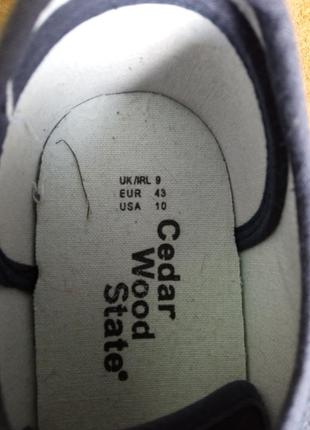 UK/IRL 9
EUR 43
USA 10
Cedar
Wood
State®